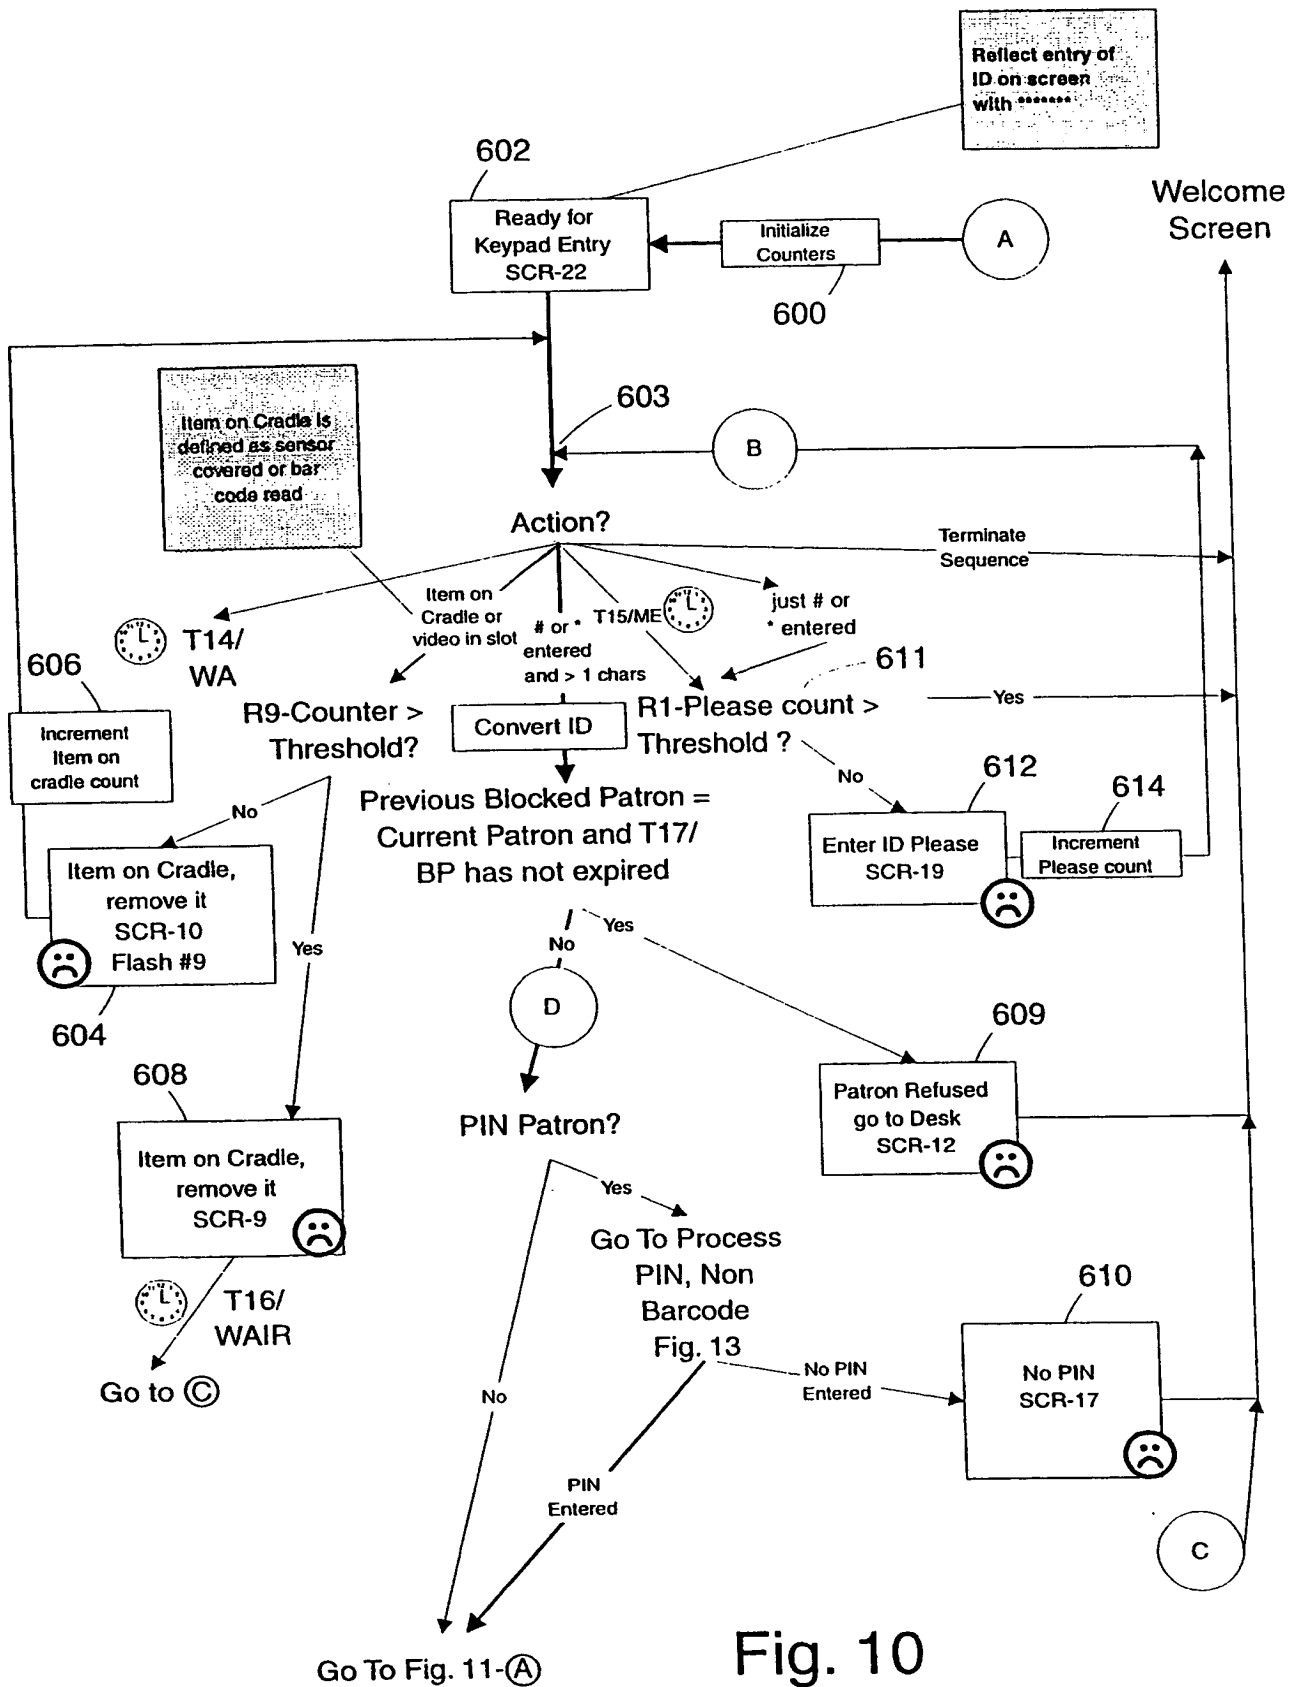 Reflect entry of
ID on screen
with *******
602
Welcome
Screen
Ready for
Keypad Entry
SCR-22
Initialize
Counters
A
600
Item on Cradle is
defined as sensor
covered or bar
code read
603
B
Action?
Terminate
Sequence
Item on
Cradle or
video in slot
# or *
entered
and > 1 chars
T15/ME
just # or
* entered
T14/
WA
606
611
R9-Counter >
Threshold?
Convert ID
R1-Please count >
Threshold ?
Yes
Increment
Item on
cradle count
No
No
612
614
Previous Blocked Patron =
Current Patron and T17/
BP has not expired
Enter ID Please
SCR-19
Increment
Please count
Item on Cradle,
remove it
SCR-10
Flash #9
Yes
No
Yes
604
D
609
608
PIN Patron?
Patron Refused
go to Desk
SCR-12
Item on Cradle,
remove it
SCR-9
Yes
Go To Process
PIN, Non
Barcode
Fig. 13
610
T16/
WAIR
No PIN
Entered
No PIN
SCR-17
Go to C
No
PIN
Entered
C
Go To Fig. 11-A
Fig. 10